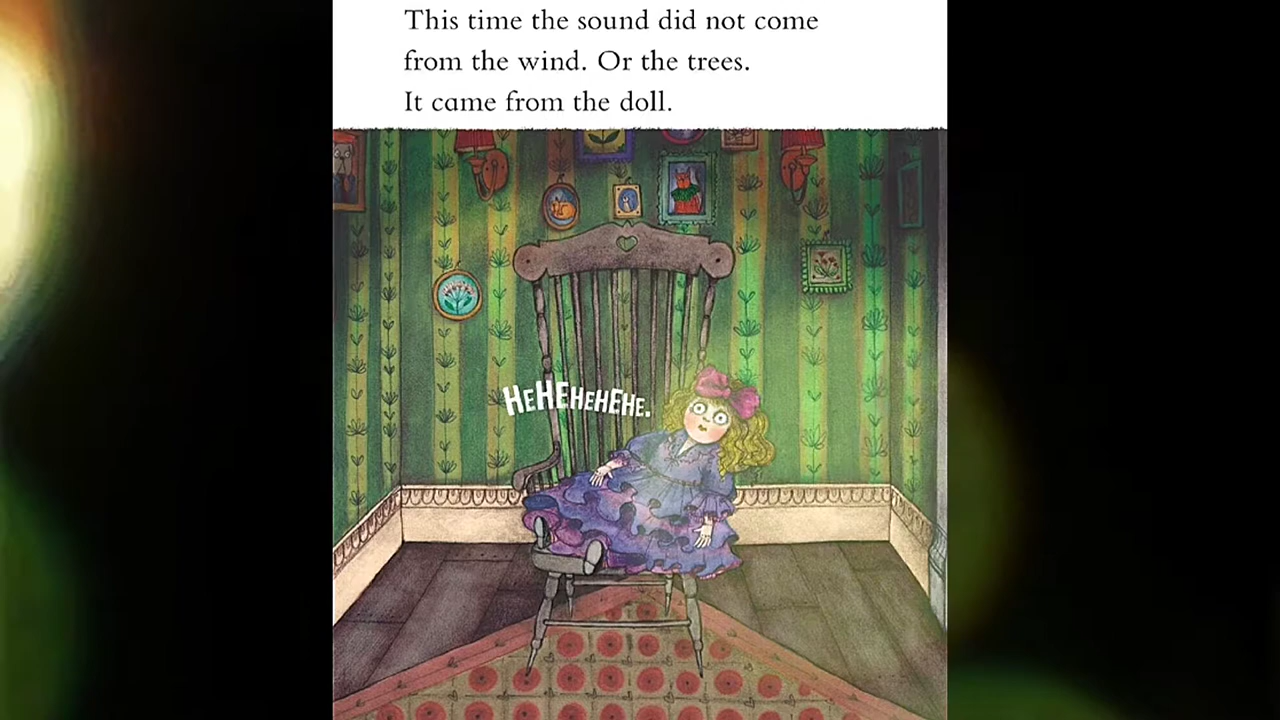 This time the sound did not come
from the wind. Or the trees.
It came from the doll.
HEHEHEHEHE.